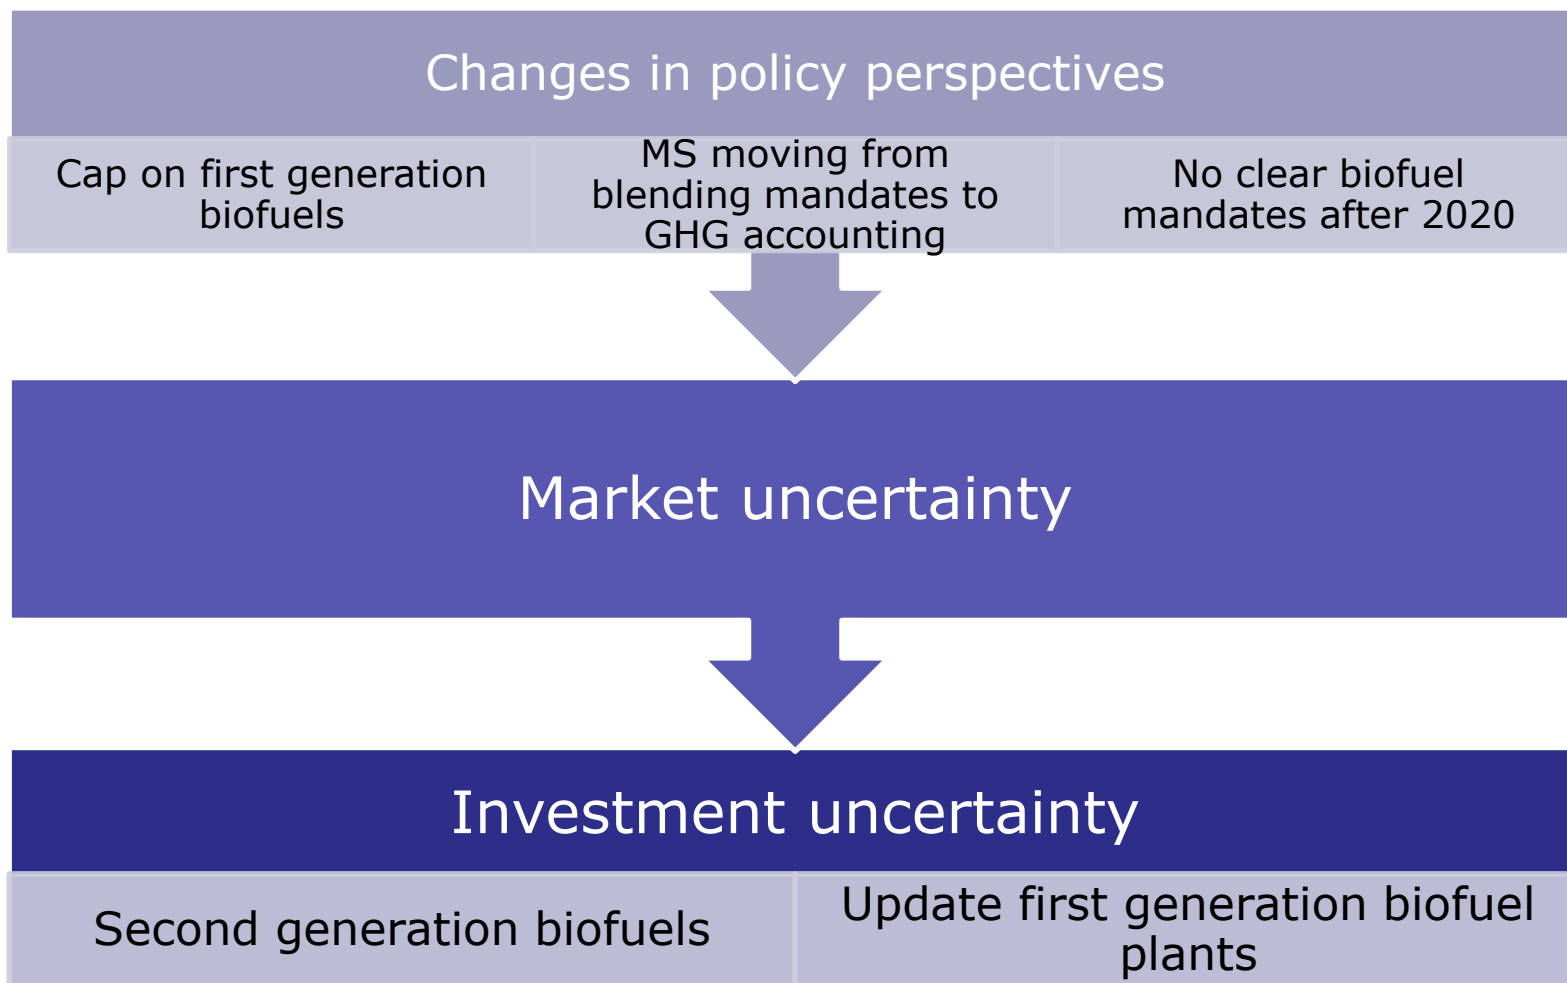 Changes in policy perspectives
Cap on first generation
biofuels
MS moving from
blending mandates to
GHG accounting
No clear biofuel
mandates after 2020
Market uncertainty
Investment uncertainty
Second generation biofuels
Update first generation biofuel
plants